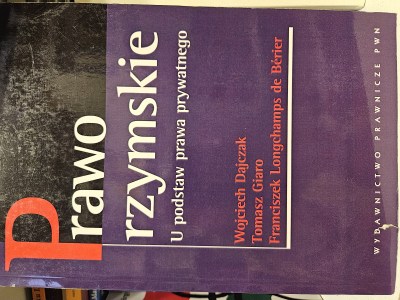 Prawo
rzymskie
U podstaw prawa prywatnego
Wojciech Dajczak
Tomasz Giaro
Franciszek Longchamps de Bérier
WYDAWNICTWO PRAWNICZE PWN